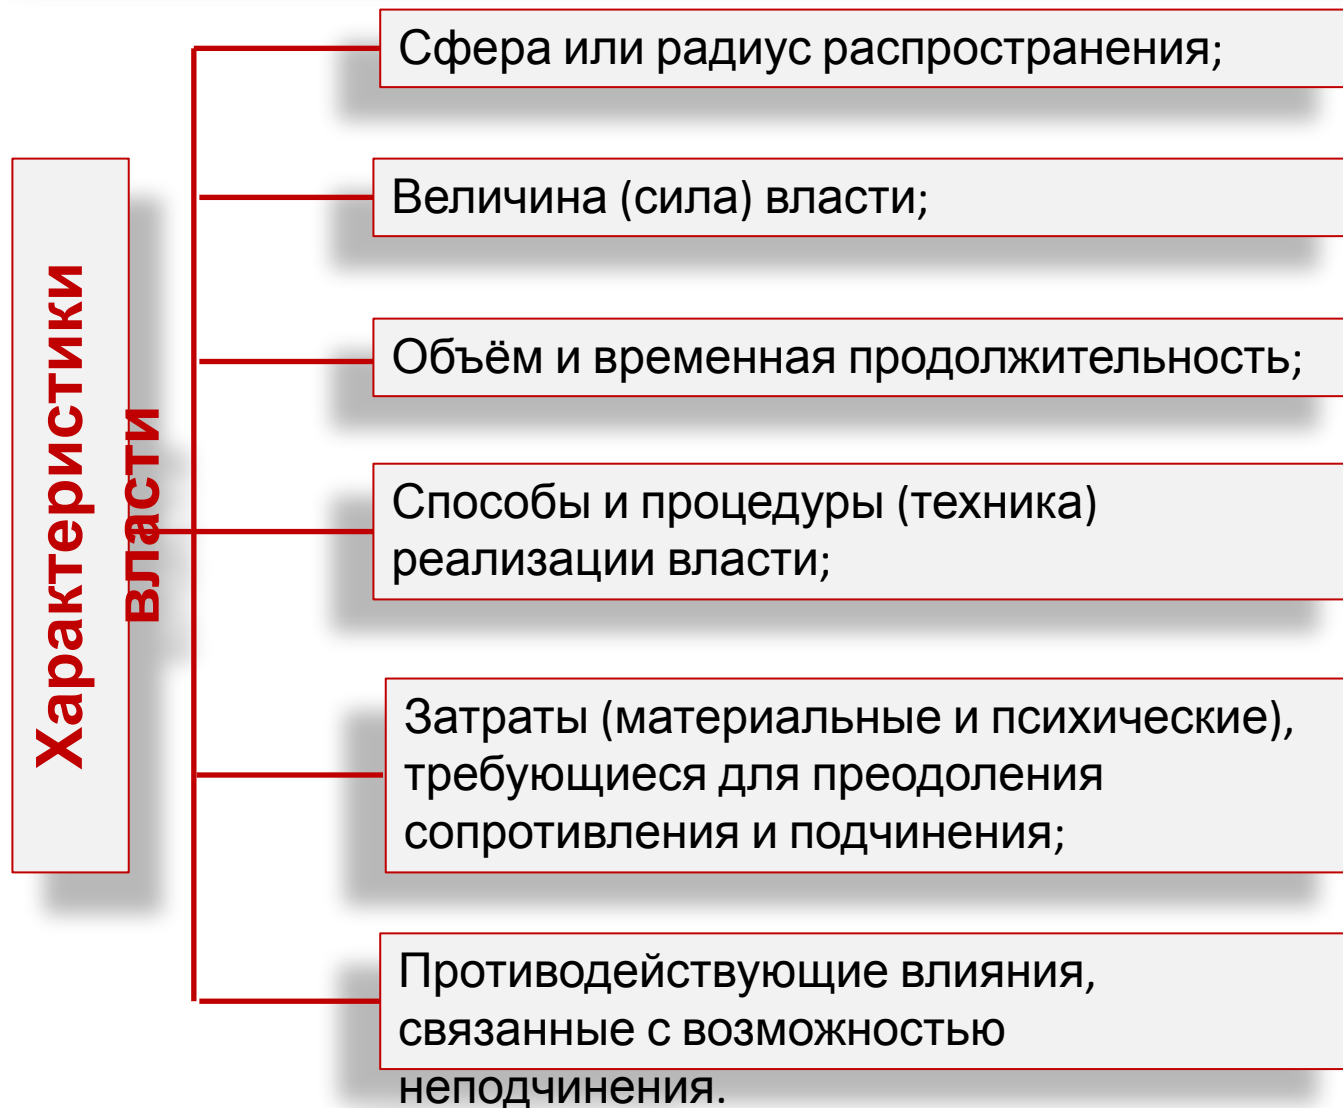 Характеристики
власти
Сфера или радиус распространения;
Величина (сила) власти;
Объём и временная продолжительность;
Способы и процедуры (техника)
реализации власти;
Затраты (материальные и психические),
требующиеся для преодоления
сопротивления и подчинения;
Противодействующие влияния,
связанные с возможностью
неподчинения.